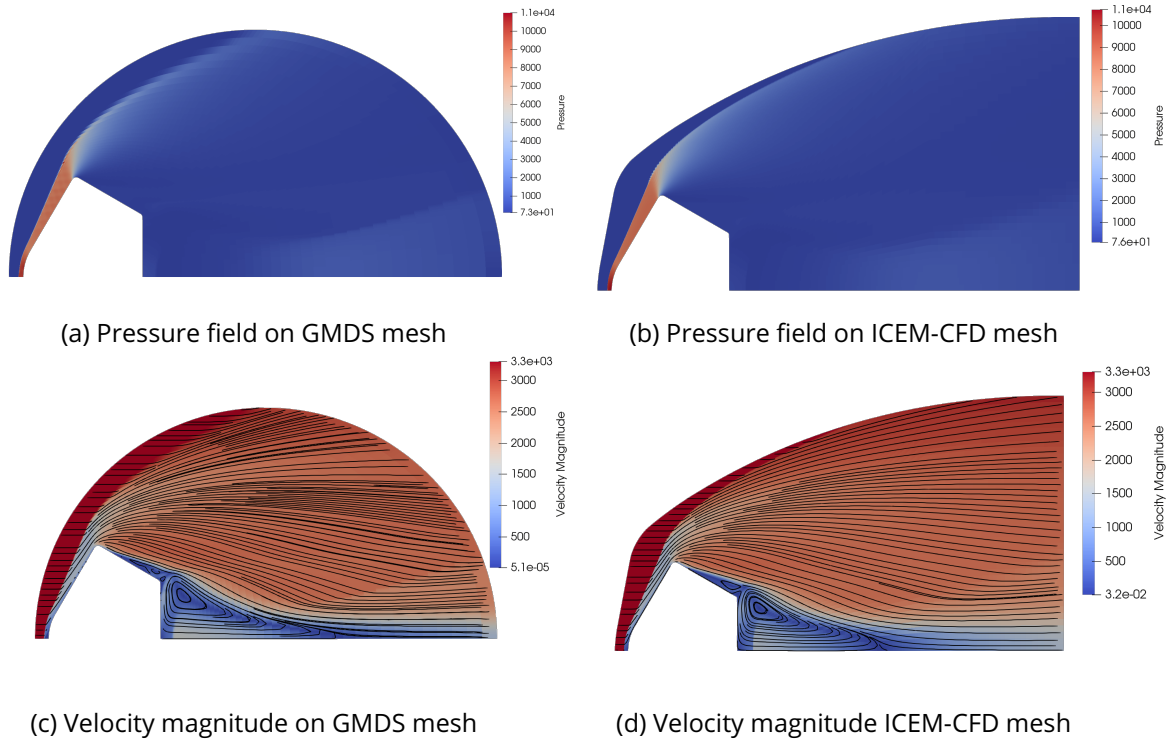 1.1e+04
10000
9000
8000
7000
6000
5000
4000
3000
2000
1000
7.3e+01
Pressure
1.1e+04
10000
9000
8000
7000
6000
5000
4000
3000
2000
1000
7.6e+01
Pressure
(a) Pressure field on GMDS mesh
(b) Pressure field on ICEM-CFD mesh
3.3e+03
3000
2500
2000
1500
1000
500
5.1e-05
Velocity Magnitude
3.3e+03
3000
2500
2000
1500
1000
500
3.2e-02
Velocity Magnitude
(c) Velocity magnitude on GMDS mesh
(d) Velocity magnitude ICEM-CFD mesh